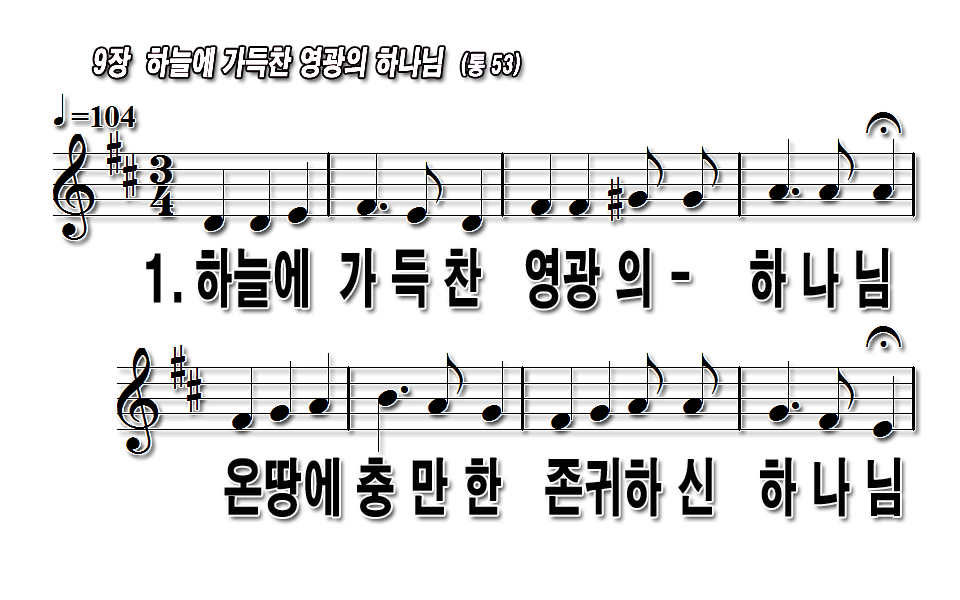 9장 하늘에 가득찬 영광의 하나님 (통 53)
♩=104
3
4
1. 하늘에 가 득 찬 영광 의 - 하 나 님
온땅에 충 만 한 존귀하 신 하 나 님